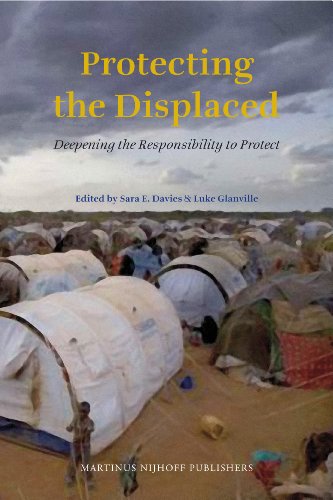 Protecting
the Displaced
Deepening the Responsibility to Protect
Edited by Sara E. Davies & Luke Glanville
MARTINUS NIJHOFF PUBLISHERS